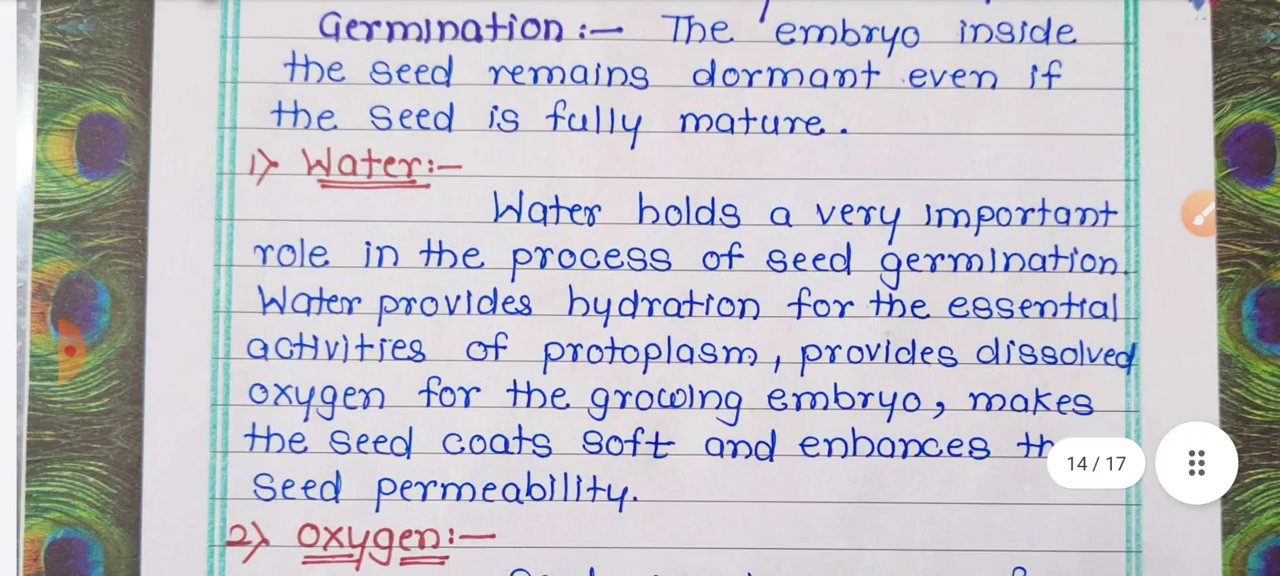 Germination :- The embryo inside
the seed remains dormant even if
the seed is fully mature.
1) Water:-
Water holds a very important
role in the process of seed germination.
Water provides hydration for the essential
activities of protoplasm, provides dissolved
oxygen for the growing embryo, makes
the seed coats soft and enhances
seed permeability.
14 / 17
2) Oxygen:-